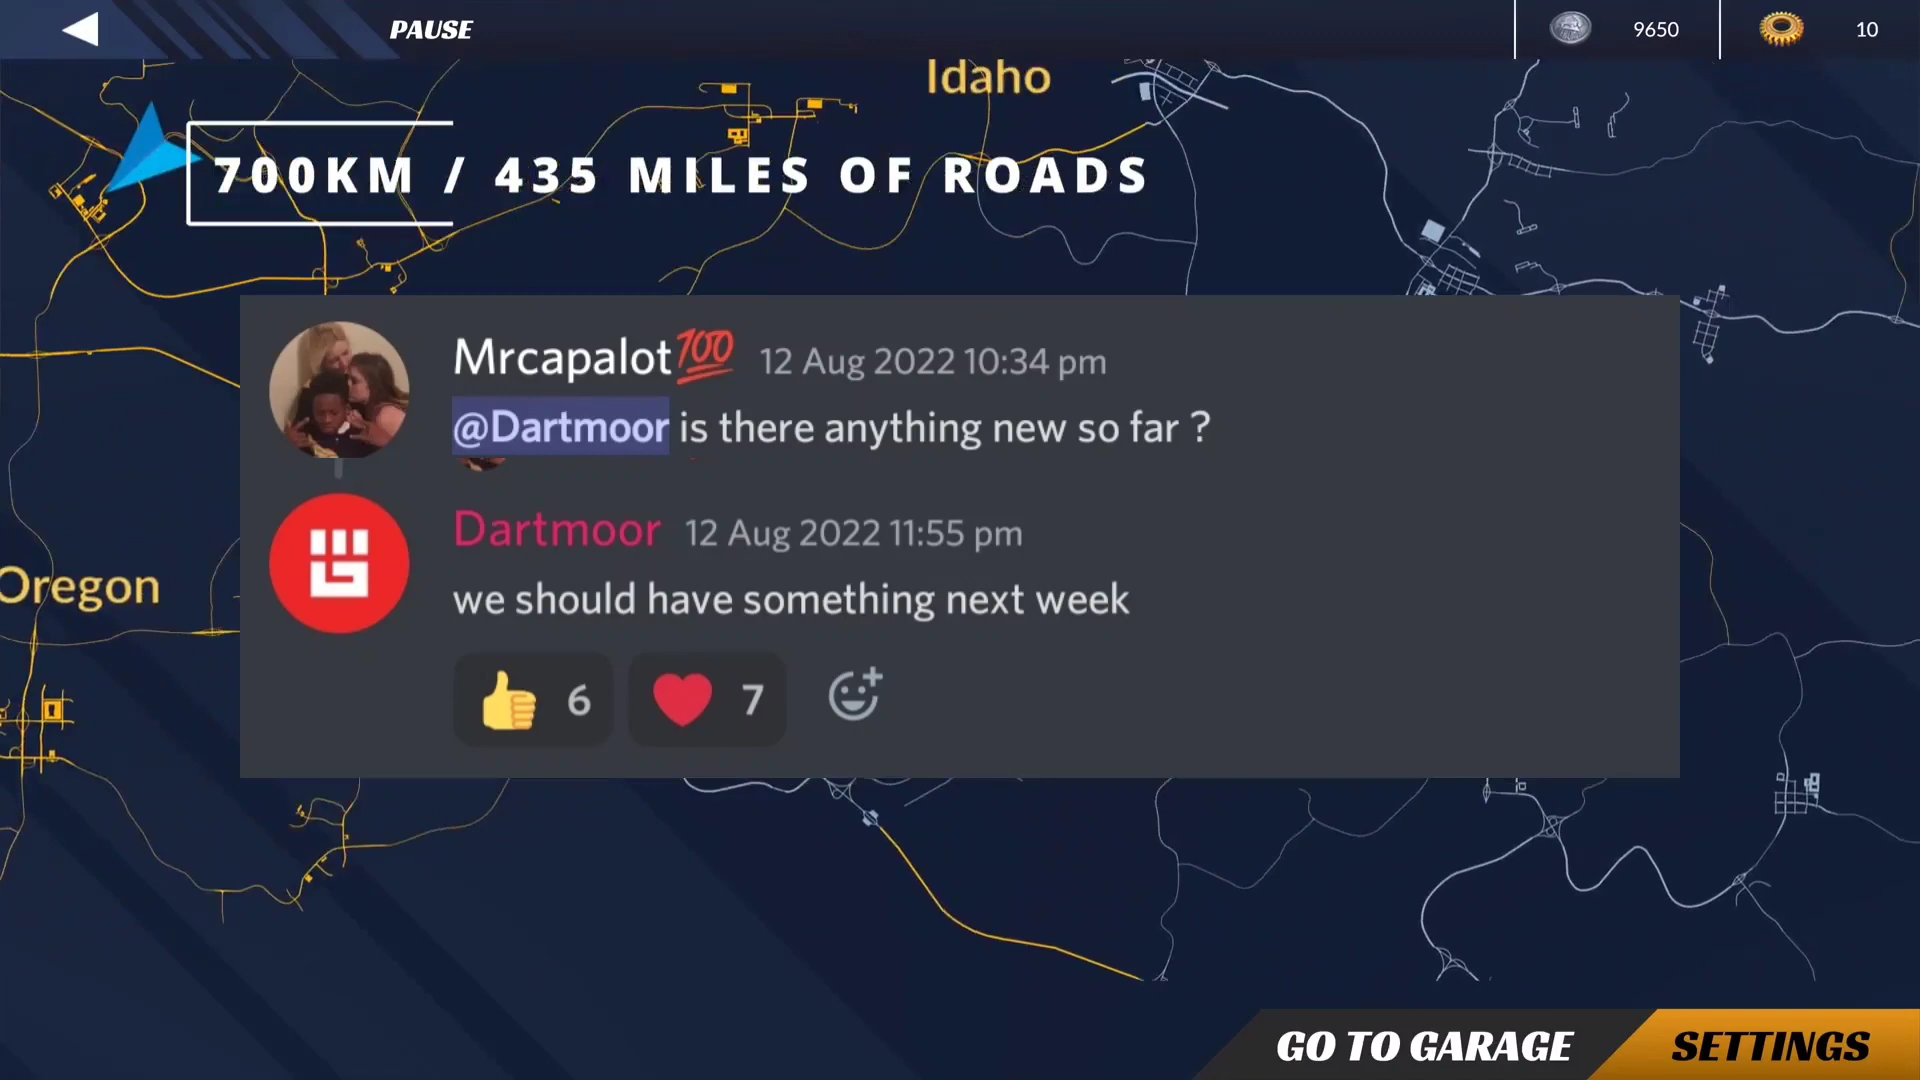 PAUSE
9650
10
Idaho
700KM / 435 MILES OF ROADS
Mrcapalot💯 12 Aug 2022 10:34 pm
@Dartmoor is there anything new so far ?
Dartmoor 12 Aug 2022 11:55 pm
we should have something next week
Oregon
👍 6 ❤️ 7
GO TO GARAGE
SETTINGS